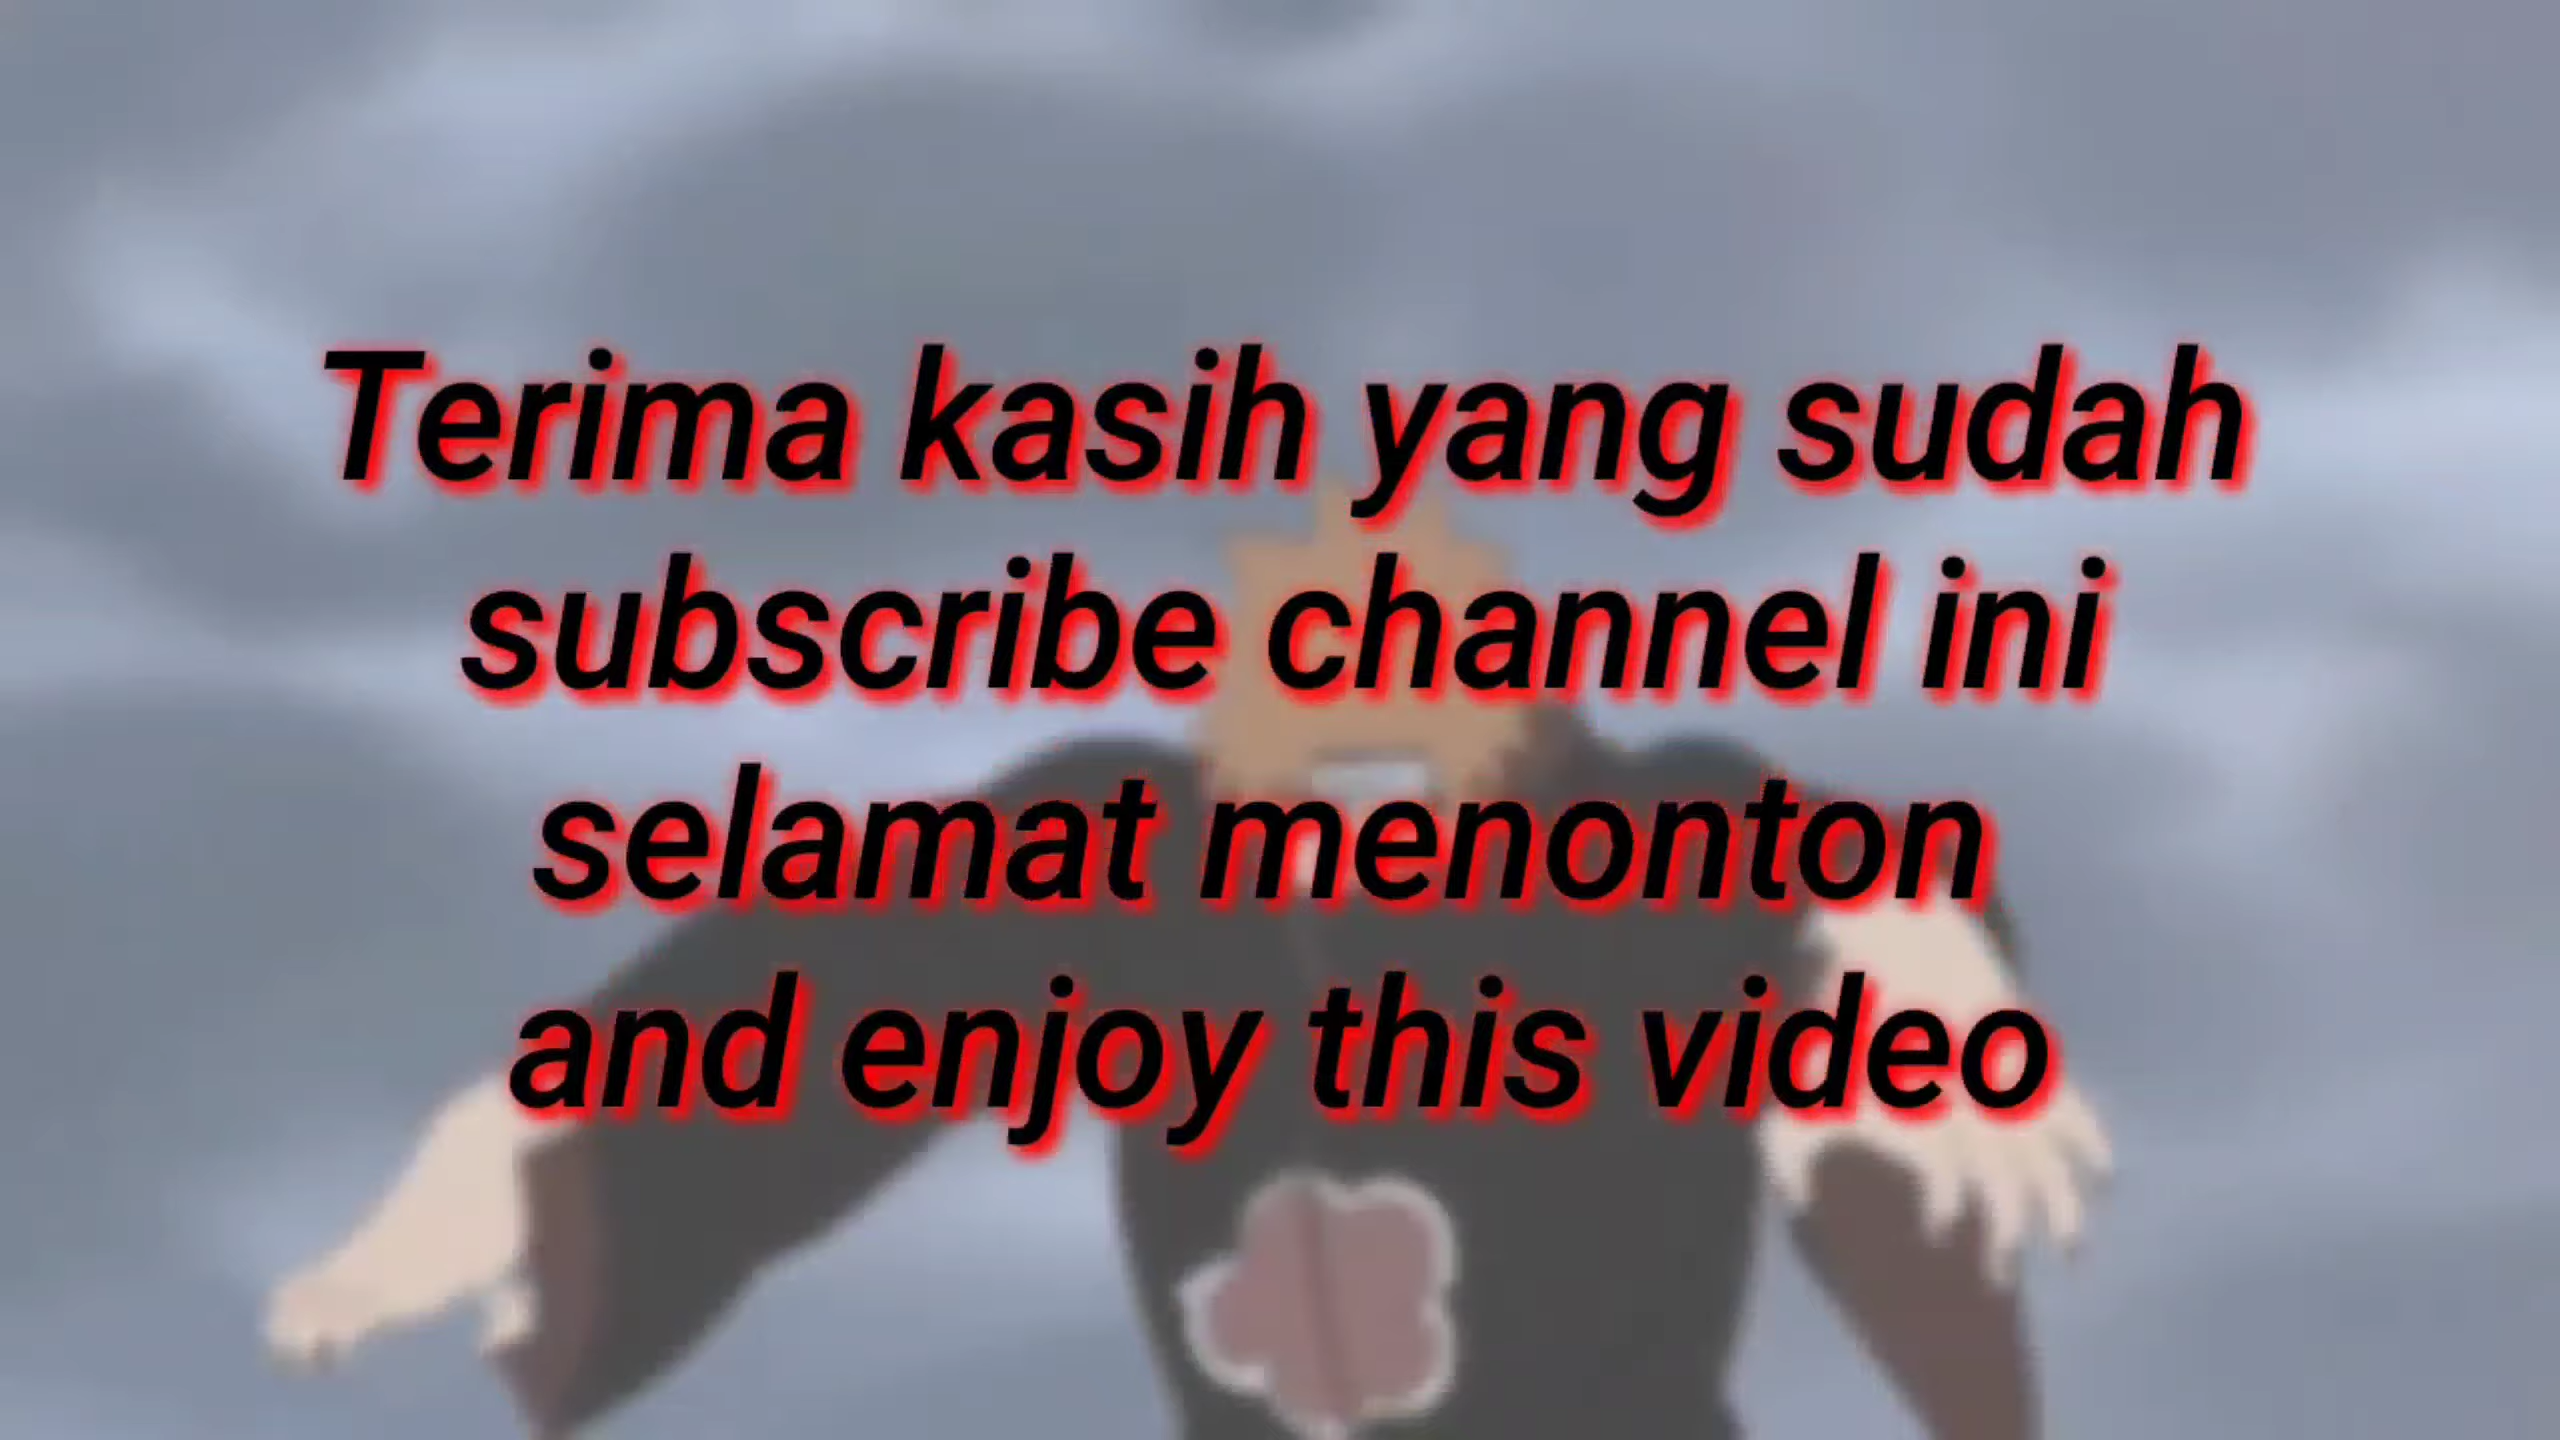 Terima kasih yang sudah
subscribe channel ini
selamat menonton
and enjoy this video